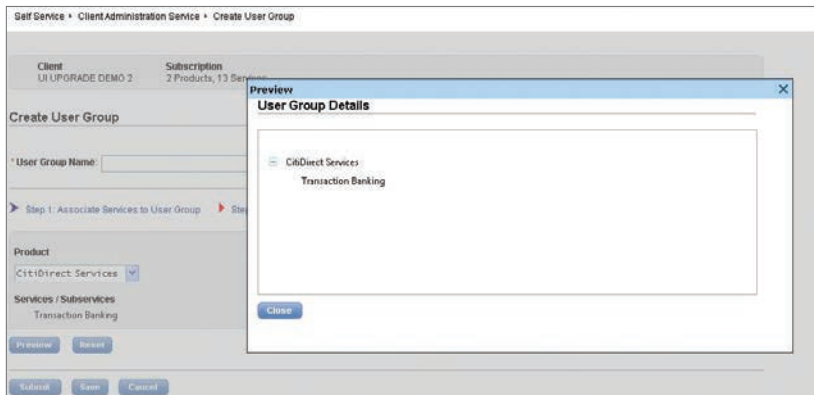 Self Service • Client Administration Service • Create User Group
Client
UI UPGRADE DEMO 2
Subscription
2 Products, 13 Services
Create User Group
* User Group Name:
Step 1: Associate Services to User Group
Step
Product
CitiDirect Services
Services / Subservices
Transaction Banking
Preview
Reset
Submit
Save
Cancel
Preview
User Group Details
CitiDirect Services
Transaction Banking
Close